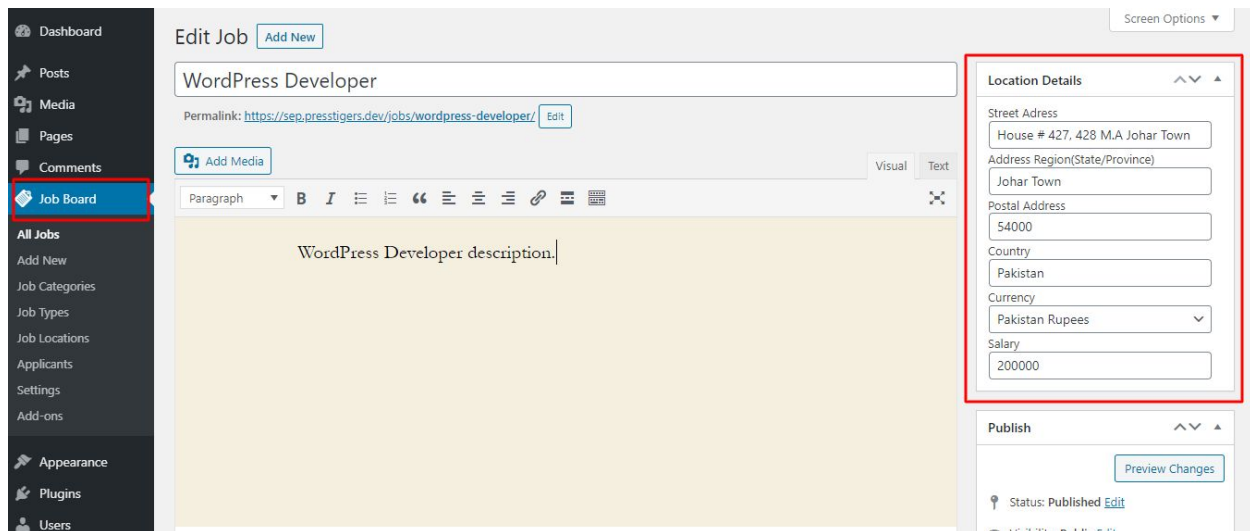 Dashboard
Posts
Media
Pages
Comments
Job Board
All Jobs
Add New
Job Categories
Job Types
Job Locations
Applicants
Settings
Add-ons
Appearance
Plugins
Users
Screen Options
Edit Job Add New
WordPress Developer
Permalink: https://sep.presstigers.dev/jobs/wordpress-developer/ Edit
Add Media
Visual Text
Paragraph B I
WordPress Developer description.
Location Details
Street Adress
House # 427, 428 M.A Johar Town
Address Region(State/Province)
Johar Town
Postal Address
54000
Country
Pakistan
Currency
Pakistan Rupees
Salary
200000
Publish
Preview Changes
Status: Published Edit